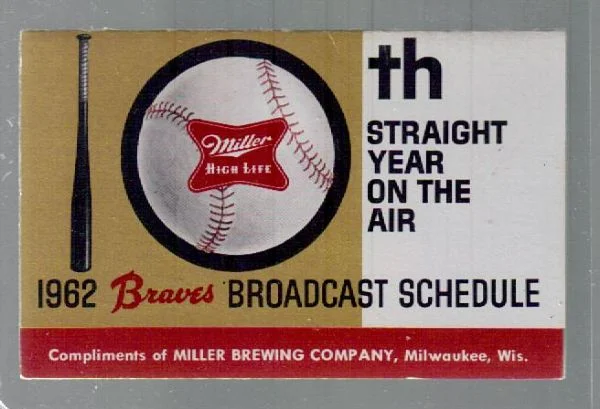 10th
STRAIGHT
YEAR
ON THE
AIR
Miller
HIGH LIFE
1962 Braves BROADCAST SCHEDULE
Compliments of MILLER BREWING COMPANY, Milwaukee, Wis.